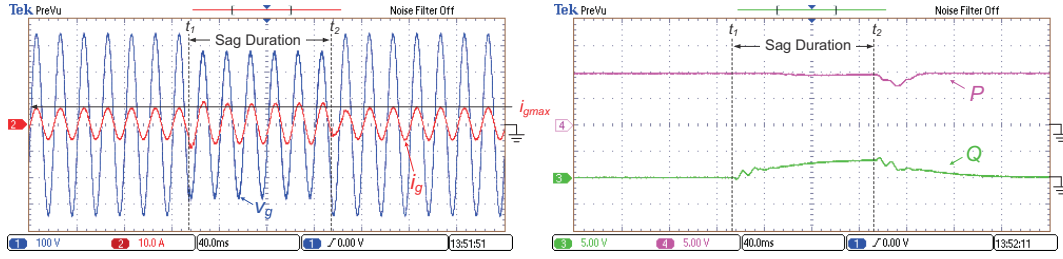 Tek PreVu
Noise Filter Off
t1
Sag Duration
t2
igmax
2
ig
vg
1 100 V
2 10.0 A
40.0ms
1 / 0.00 V
13:51:51
Tek PreVu
Noise Filter Off
t1
Sag Duration
t2
P
4
Q
3
3 5.00 V
4 5.00 V
40.0ms
1 / 0.00 V
13:52:11